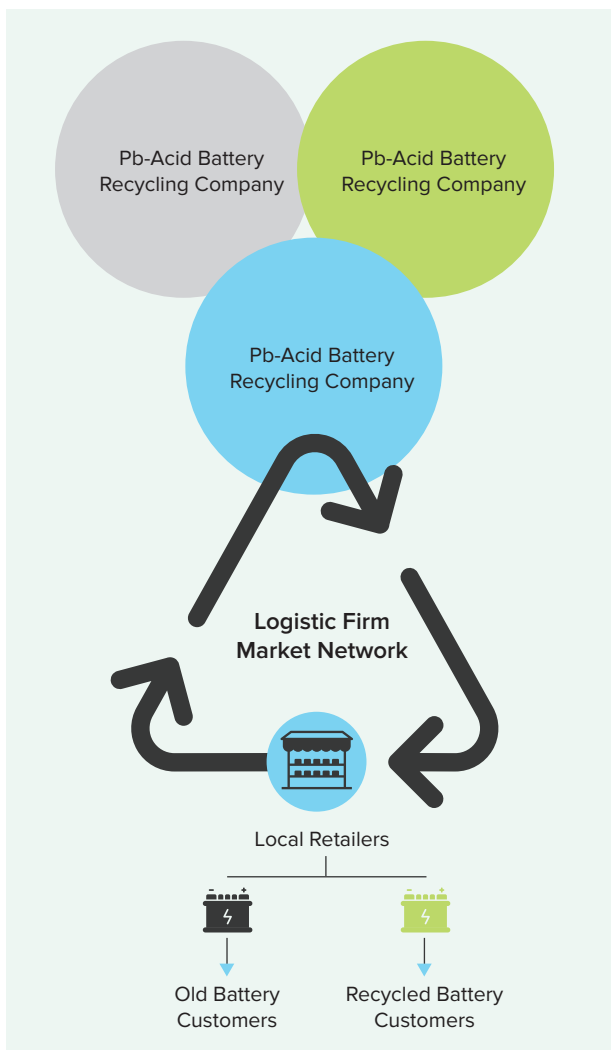 Pb-Acid Battery
Recycling Company
Pb-Acid Battery
Recycling Company
Pb-Acid Battery
Recycling Company
Logistic Firm
Market Network
Local Retailers
Old Battery
Customers
Recycled Battery
Customers